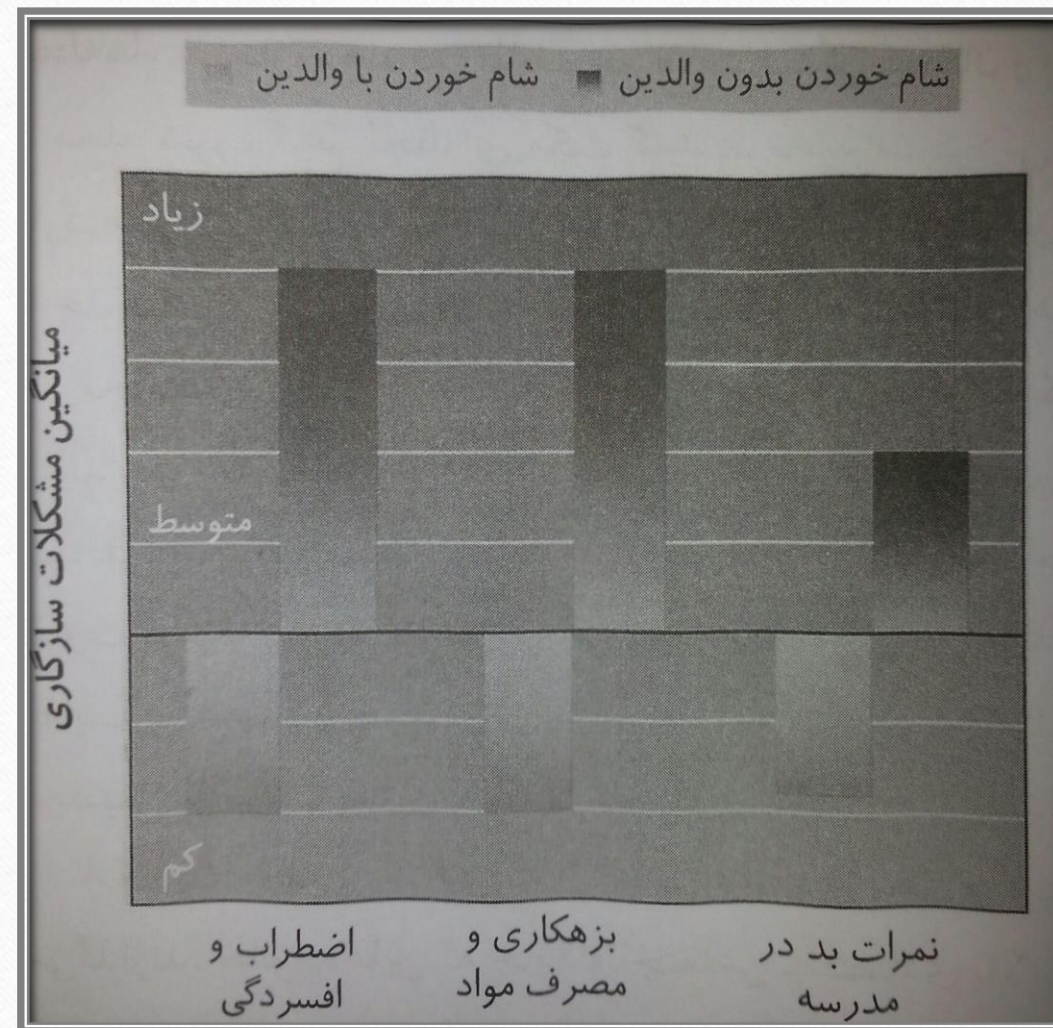 شام خوردن بدون والدین شام خوردن با والدین
زیاد
متوسط
کم
میانگین مشکلات سازگاری
نمرات بد در
مدرسه
بزهکاری و
مصرف مواد
اضطراب و
افسردگی